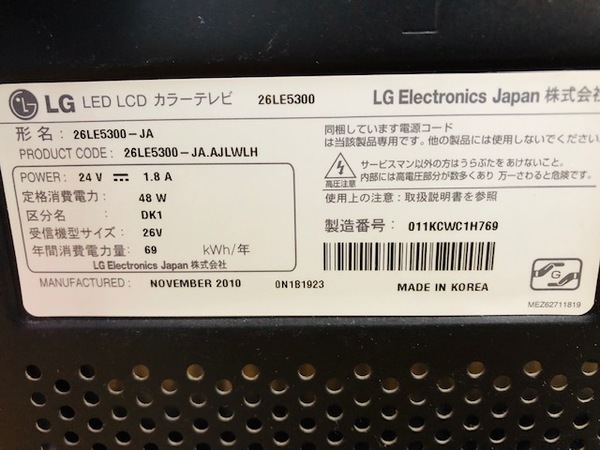 LG LED LCD カラーテレビ 26LE5300 LG Electronics Japan 株式会
形 名 : 26LE5300-JA
PRODUCT CODE : 26LE5300-JA.AJLWLH
POWER : 24 V ⎓ 1.8 A
定格消費電力 : 48 W
区分名 : DK1
受信機型サイズ : 26V
年間消費電力量 : 69 kWh/年
LG Electronics Japan 株式会社
MANUFACTURED : NOVEMBER 2010 0N1B1923
同梱しています電源コード
は当該製品専用です。他の製品には使用しないでくださ
高圧注意
サービスマン以外の方はうらぶたをあけないこと。
内部には高電圧部分が数多くあり 万一さわると危険です。
使用上の注意 : 取扱説明書を参照
製造番号 : 011KCWC1H769
MADE IN KOREA
G
MEZ62711819